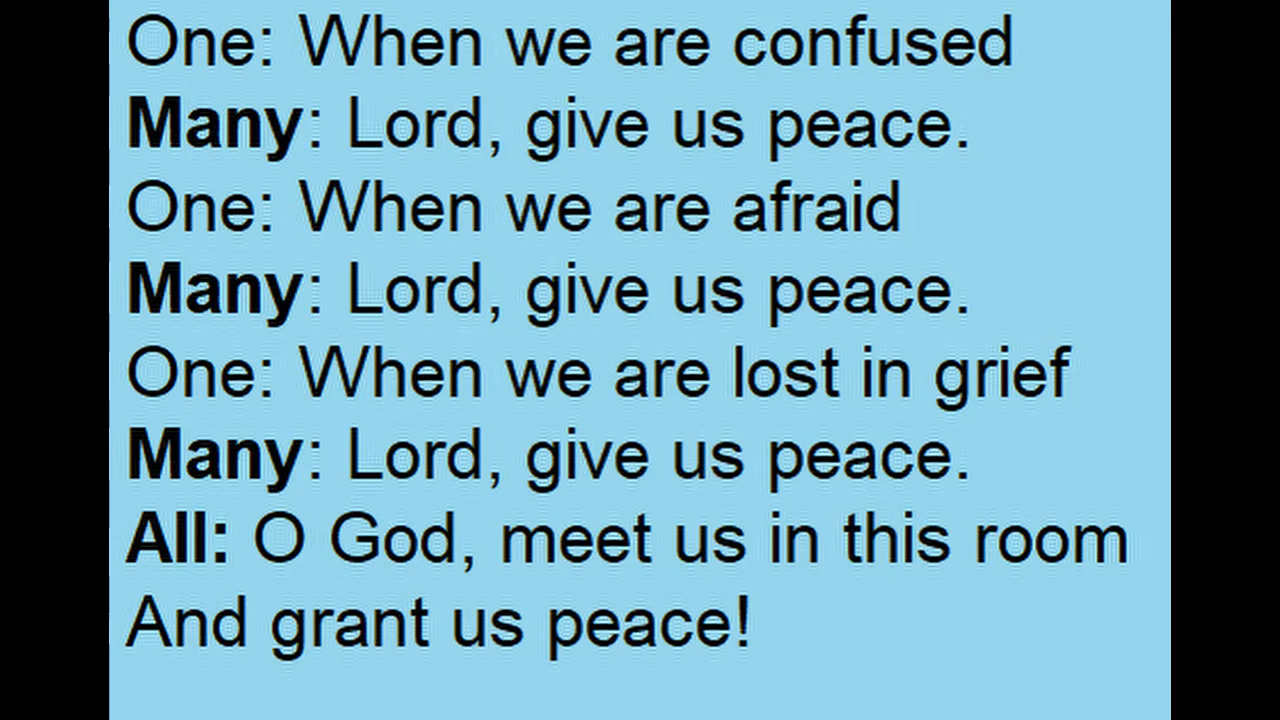 One: When we are confused
Many: Lord, give us peace.
One: When we are afraid
Many: Lord, give us peace.
One: When we are lost in grief
Many: Lord, give us peace.
All: O God, meet us in this room
And grant us peace!